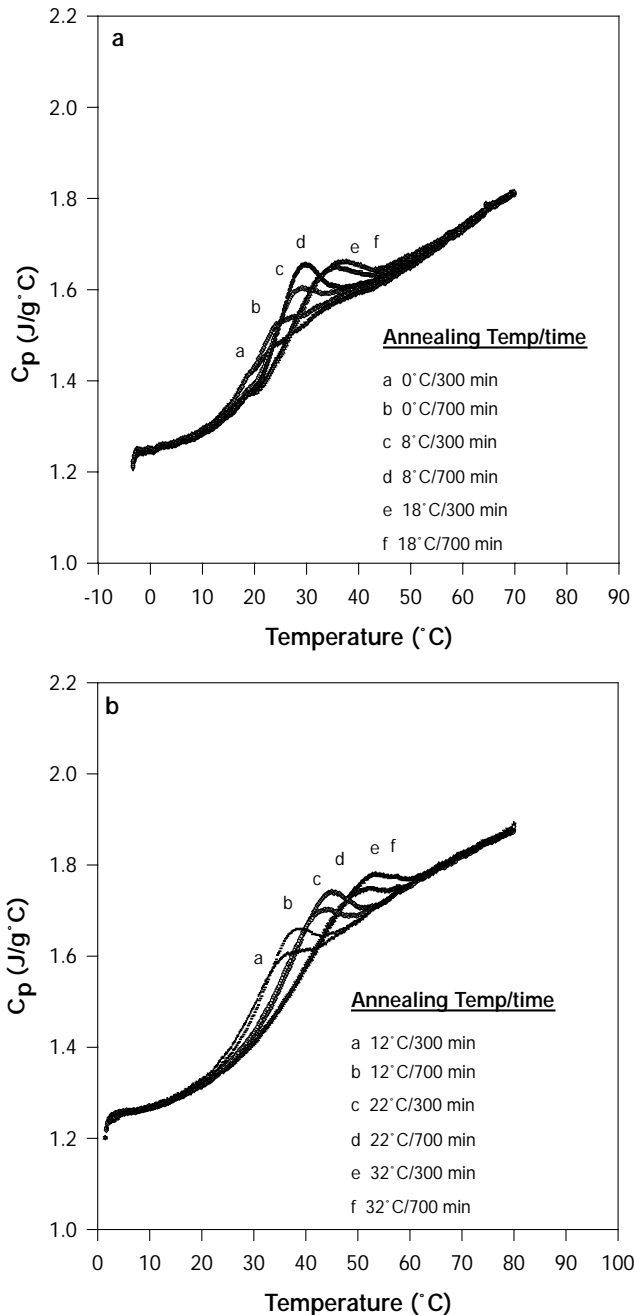 a
2.2
2.0
1.8
1.6
1.4
1.2
1.0
Cp (J/g˚C)
d
e f
c
b
a
Annealing Temp/time
a 0˚C/300 min
b 0˚C/700 min
c 8˚C/300 min
d 8˚C/700 min
e 18˚C/300 min
f 18˚C/700 min
-10 0 10 20 30 40 50 60 70 80 90
Temperature (˚C)
b
2.2
2.0
1.8
1.6
1.4
1.2
1.0
Cp (J/g˚C)
e f
d
c
b
a
Annealing Temp/time
a 12˚C/300 min
b 12˚C/700 min
c 22˚C/300 min
d 22˚C/700 min
e 32˚C/300 min
f 32˚C/700 min
0 10 20 30 40 50 60 70 80 90 100
Temperature (˚C)